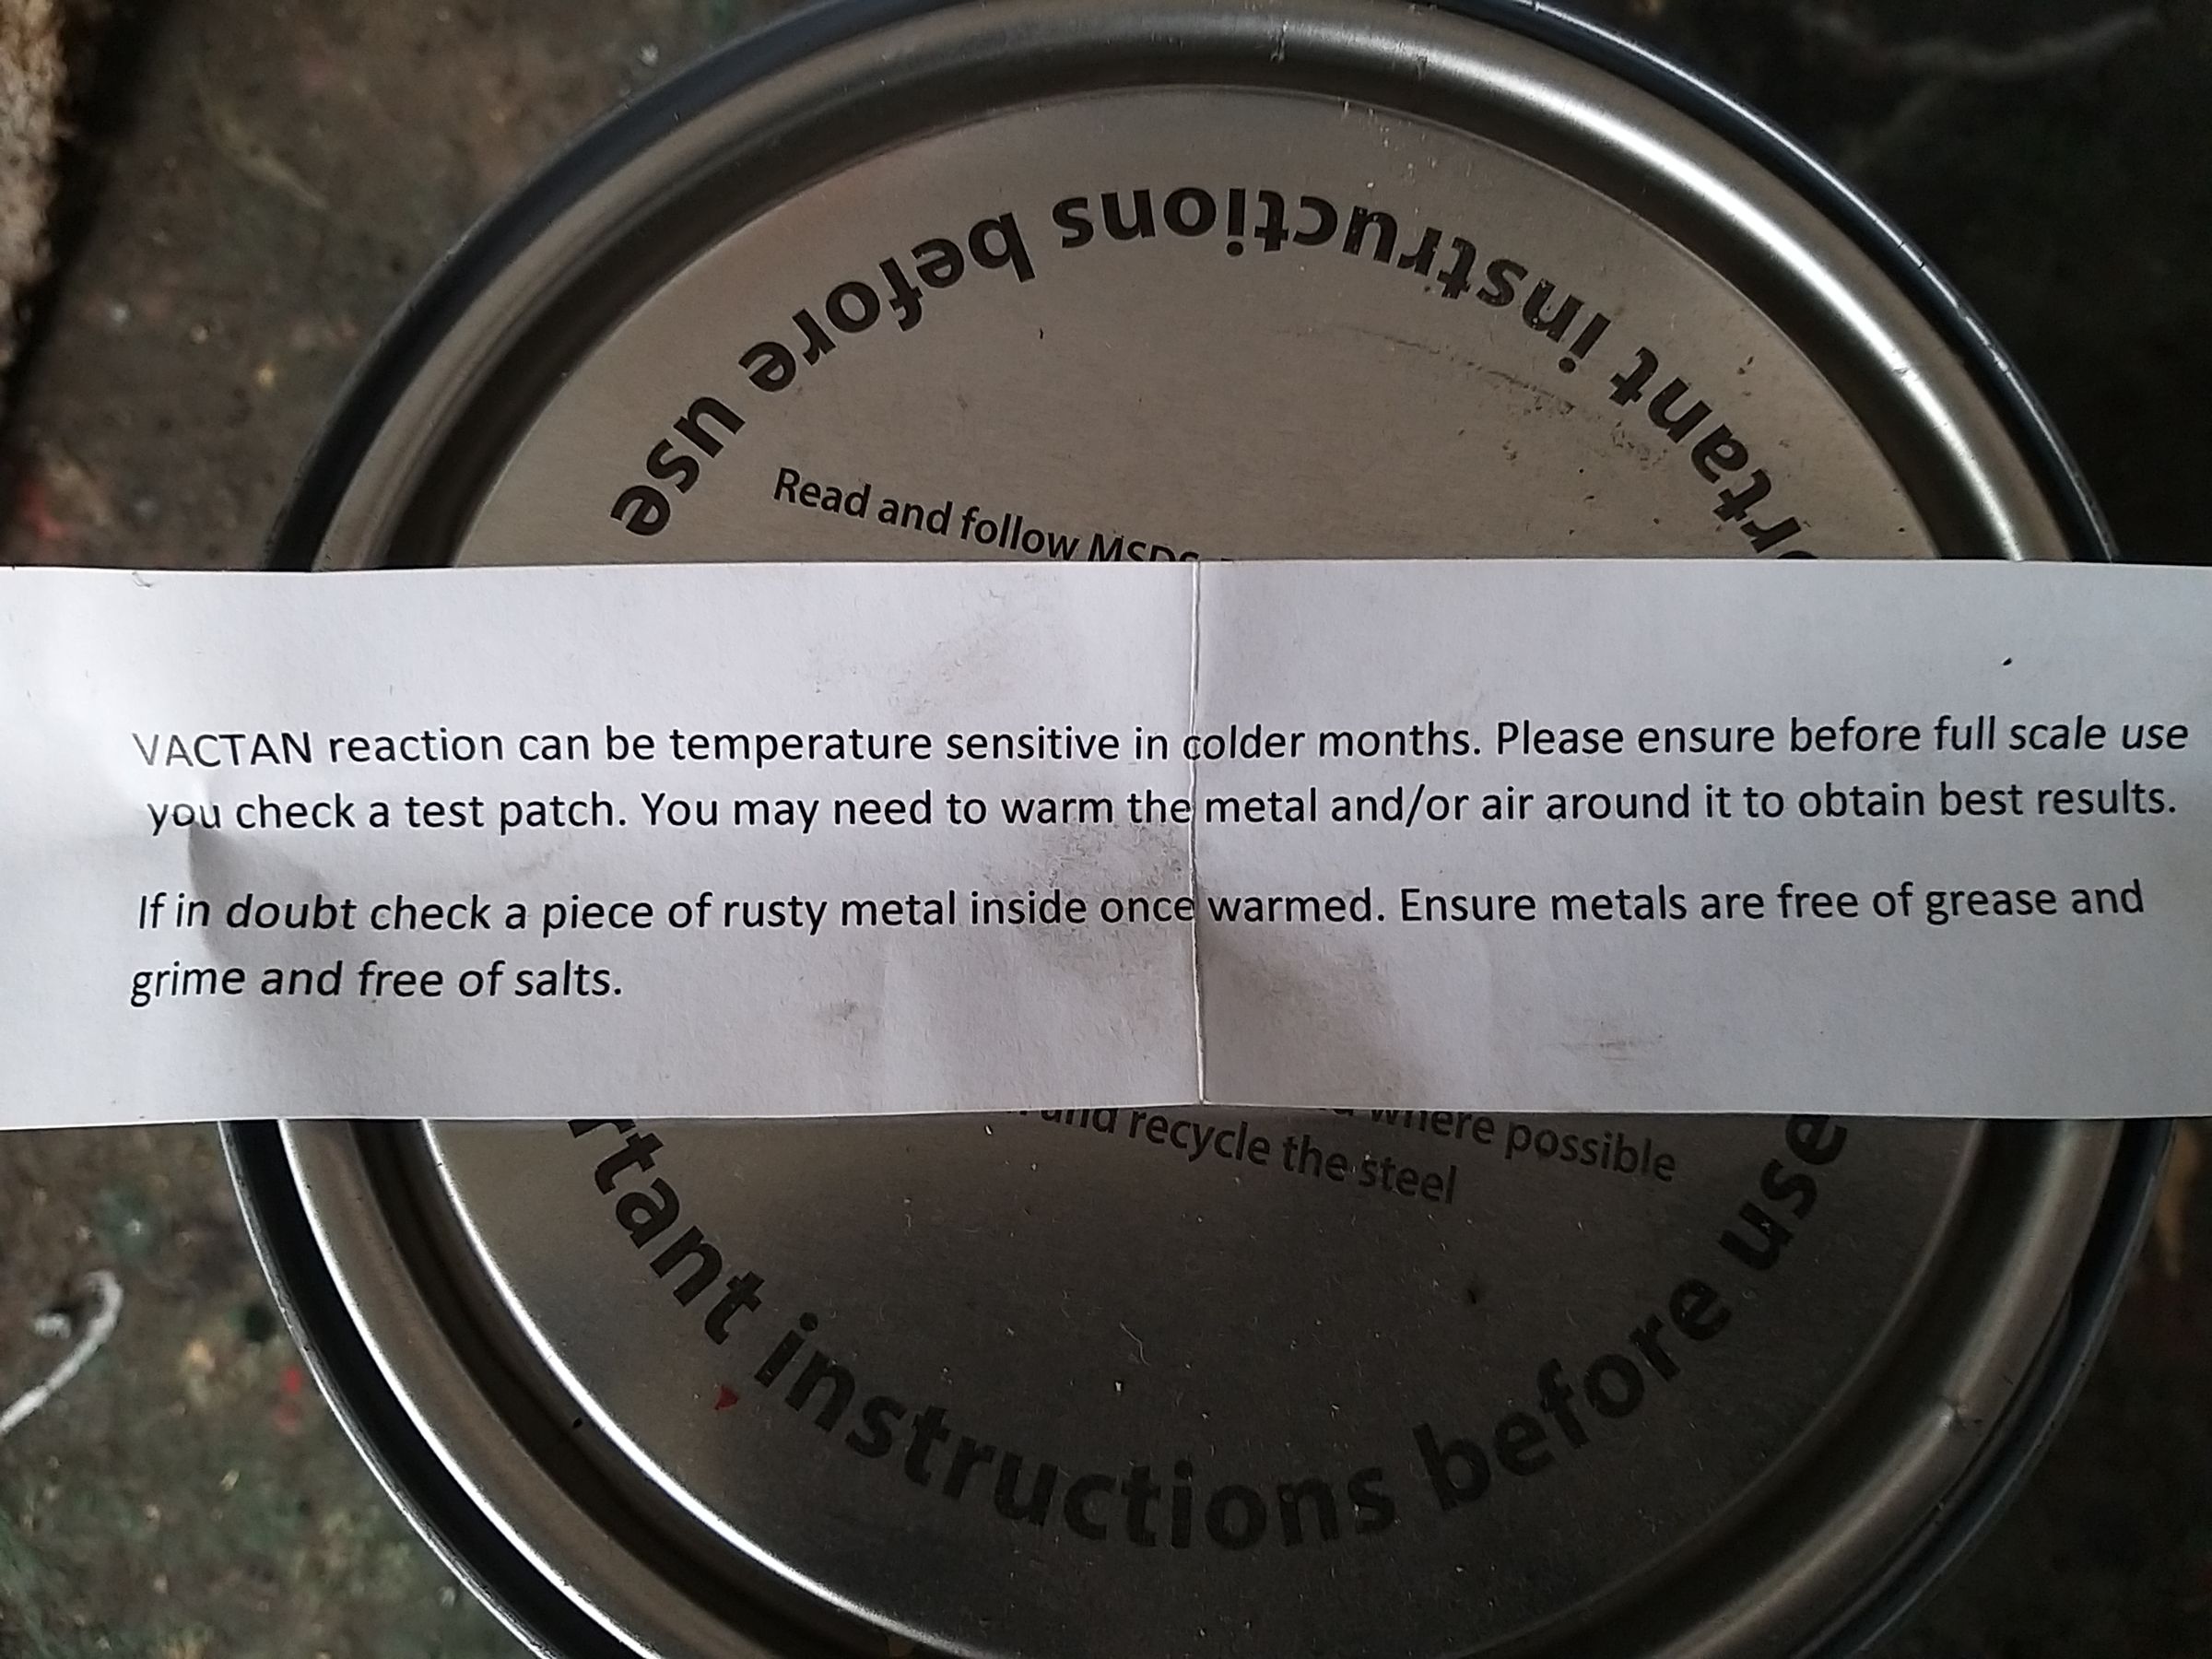 instructions before use
Read and follow
VACTAN reaction can be temperature sensitive in colder months. Please ensure before full scale use
you check a test patch. You may need to warm the metal and/or air around it to obtain best results.
If in doubt check a piece of rusty metal inside once warmed. Ensure metals are free of grease and
grime and free of salts.
where possible
and recycle the steel
instructions before use